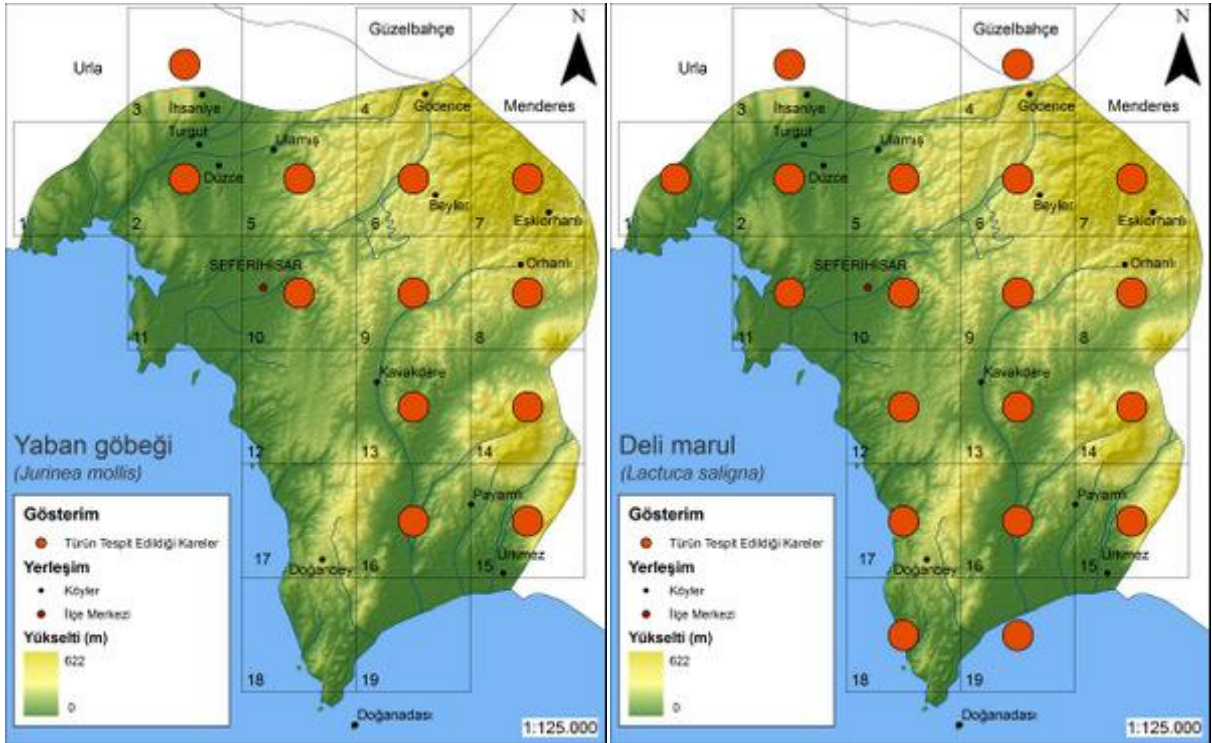 N
Güzelbahçe
Urla
3
İhsaniye
4
Gödence
Menderes
Turgut
Ulamış
Düzce
Beyler
1
2
5
6
7
Eskiorhanlı
SEFERİHİSAR
Orhanlı
11
10
9
8
Kavakdere
Yaban göbeği
(Jurinea mollis)
12
13
14
Gösterim
Türün Tespit Edildiği Kareler
Yerleşim
Köyler
İlçe Merkezi
Yükselti (m)
622
0
Payamlı
17
Doğanbey
16
15
Ürkmez
18
19
Doğanadası
1:125.000
N
Güzelbahçe
Urla
3
İhsaniye
4
Gödence
Menderes
Turgut
Ulamış
Düzce
Beyler
1
2
5
6
7
Eskiorhanlı
SEFERİHİSAR
Orhanlı
11
10
9
8
Kavakdere
Deli marul
(Lactuca saligna)
12
13
14
Gösterim
Türün Tespit Edildiği Kareler
Yerleşim
Köyler
İlçe Merkezi
Yükselti (m)
622
0
Payamlı
17
Doğanbey
16
15
Ürkmez
18
19
Doğanadası
1:125.000